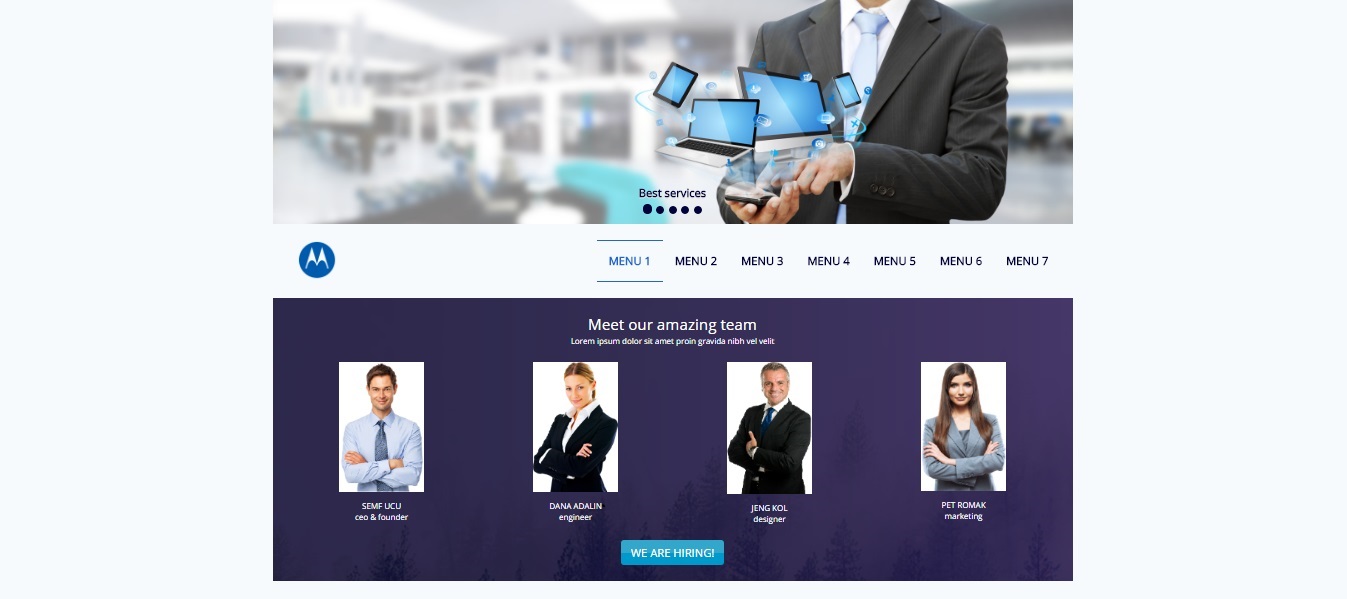 Best services
MENU 1 MENU 2 MENU 3 MENU 4 MENU 5 MENU 6 MENU 7
Meet our amazing team
Lorem ipsum dolor sit amet proin gravida nibh vel velit
SEMF UCU
ceo & founder
DANA ADALIN
engineer
JENG KOL
designer
PET ROMAK
marketing
WE ARE HIRING!